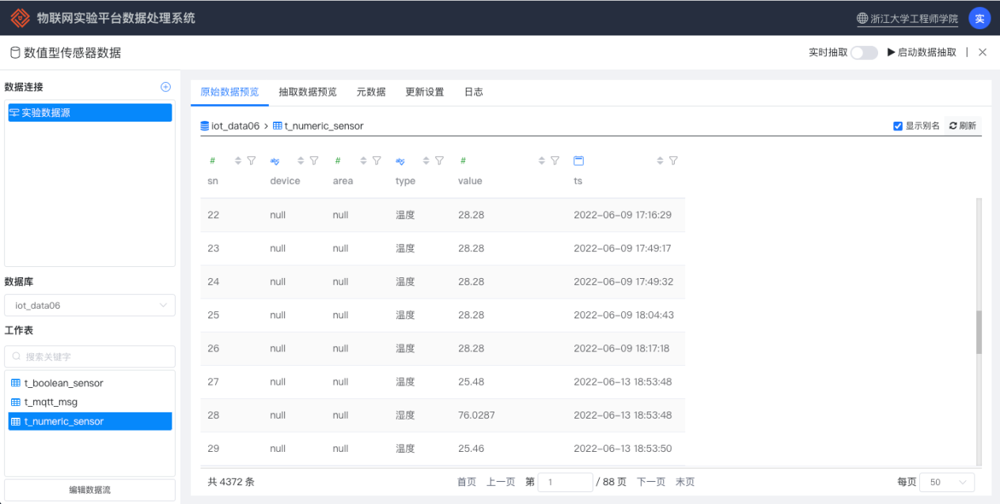 物联网实验平台数据处理系统
浙江大学工程师学院 实
数值型传感器数据
实时抽取 启动数据抽取 |
数据连接
实验数据源
数据库
iot_data06
工作表
搜索关键字
t_boolean_sensor
t_mqtt_msg
t_numeric_sensor
编辑数据流
原始数据预览 抽取数据预览 元数据 更新设置 日志
iot_data06 > t_numeric_sensor
显示别名 刷新
# abc # abc #
sn device area type value ts
22 null null 温度 28.28 2022-06-09 17:16:29
23 null null 温度 28.28 2022-06-09 17:49:17
24 null null 温度 28.28 2022-06-09 17:49:32
25 null null 温度 28.28 2022-06-09 18:04:43
26 null null 温度 28.28 2022-06-09 18:17:18
27 null null 温度 25.48 2022-06-13 18:53:48
28 null null 湿度 76.0287 2022-06-13 18:53:48
29 null null 温度 25.46 2022-06-13 18:53:50
共 4372 条 首页 上一页 第 1 / 88 页 下一页 末页 每页 50